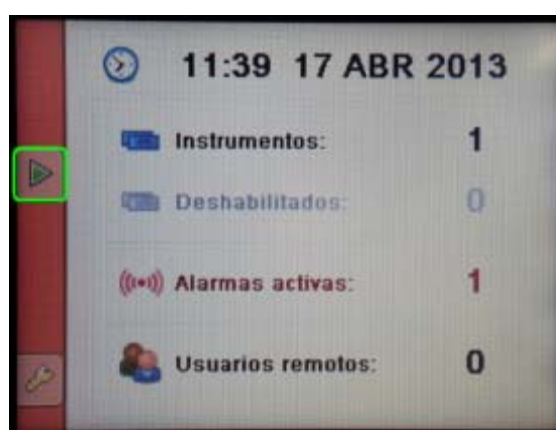 11:39 17 ABR 2013
Instrumentos: 1
Deshabilitados: 0
Alarmas activas: 1
Usuarios remotos: 0